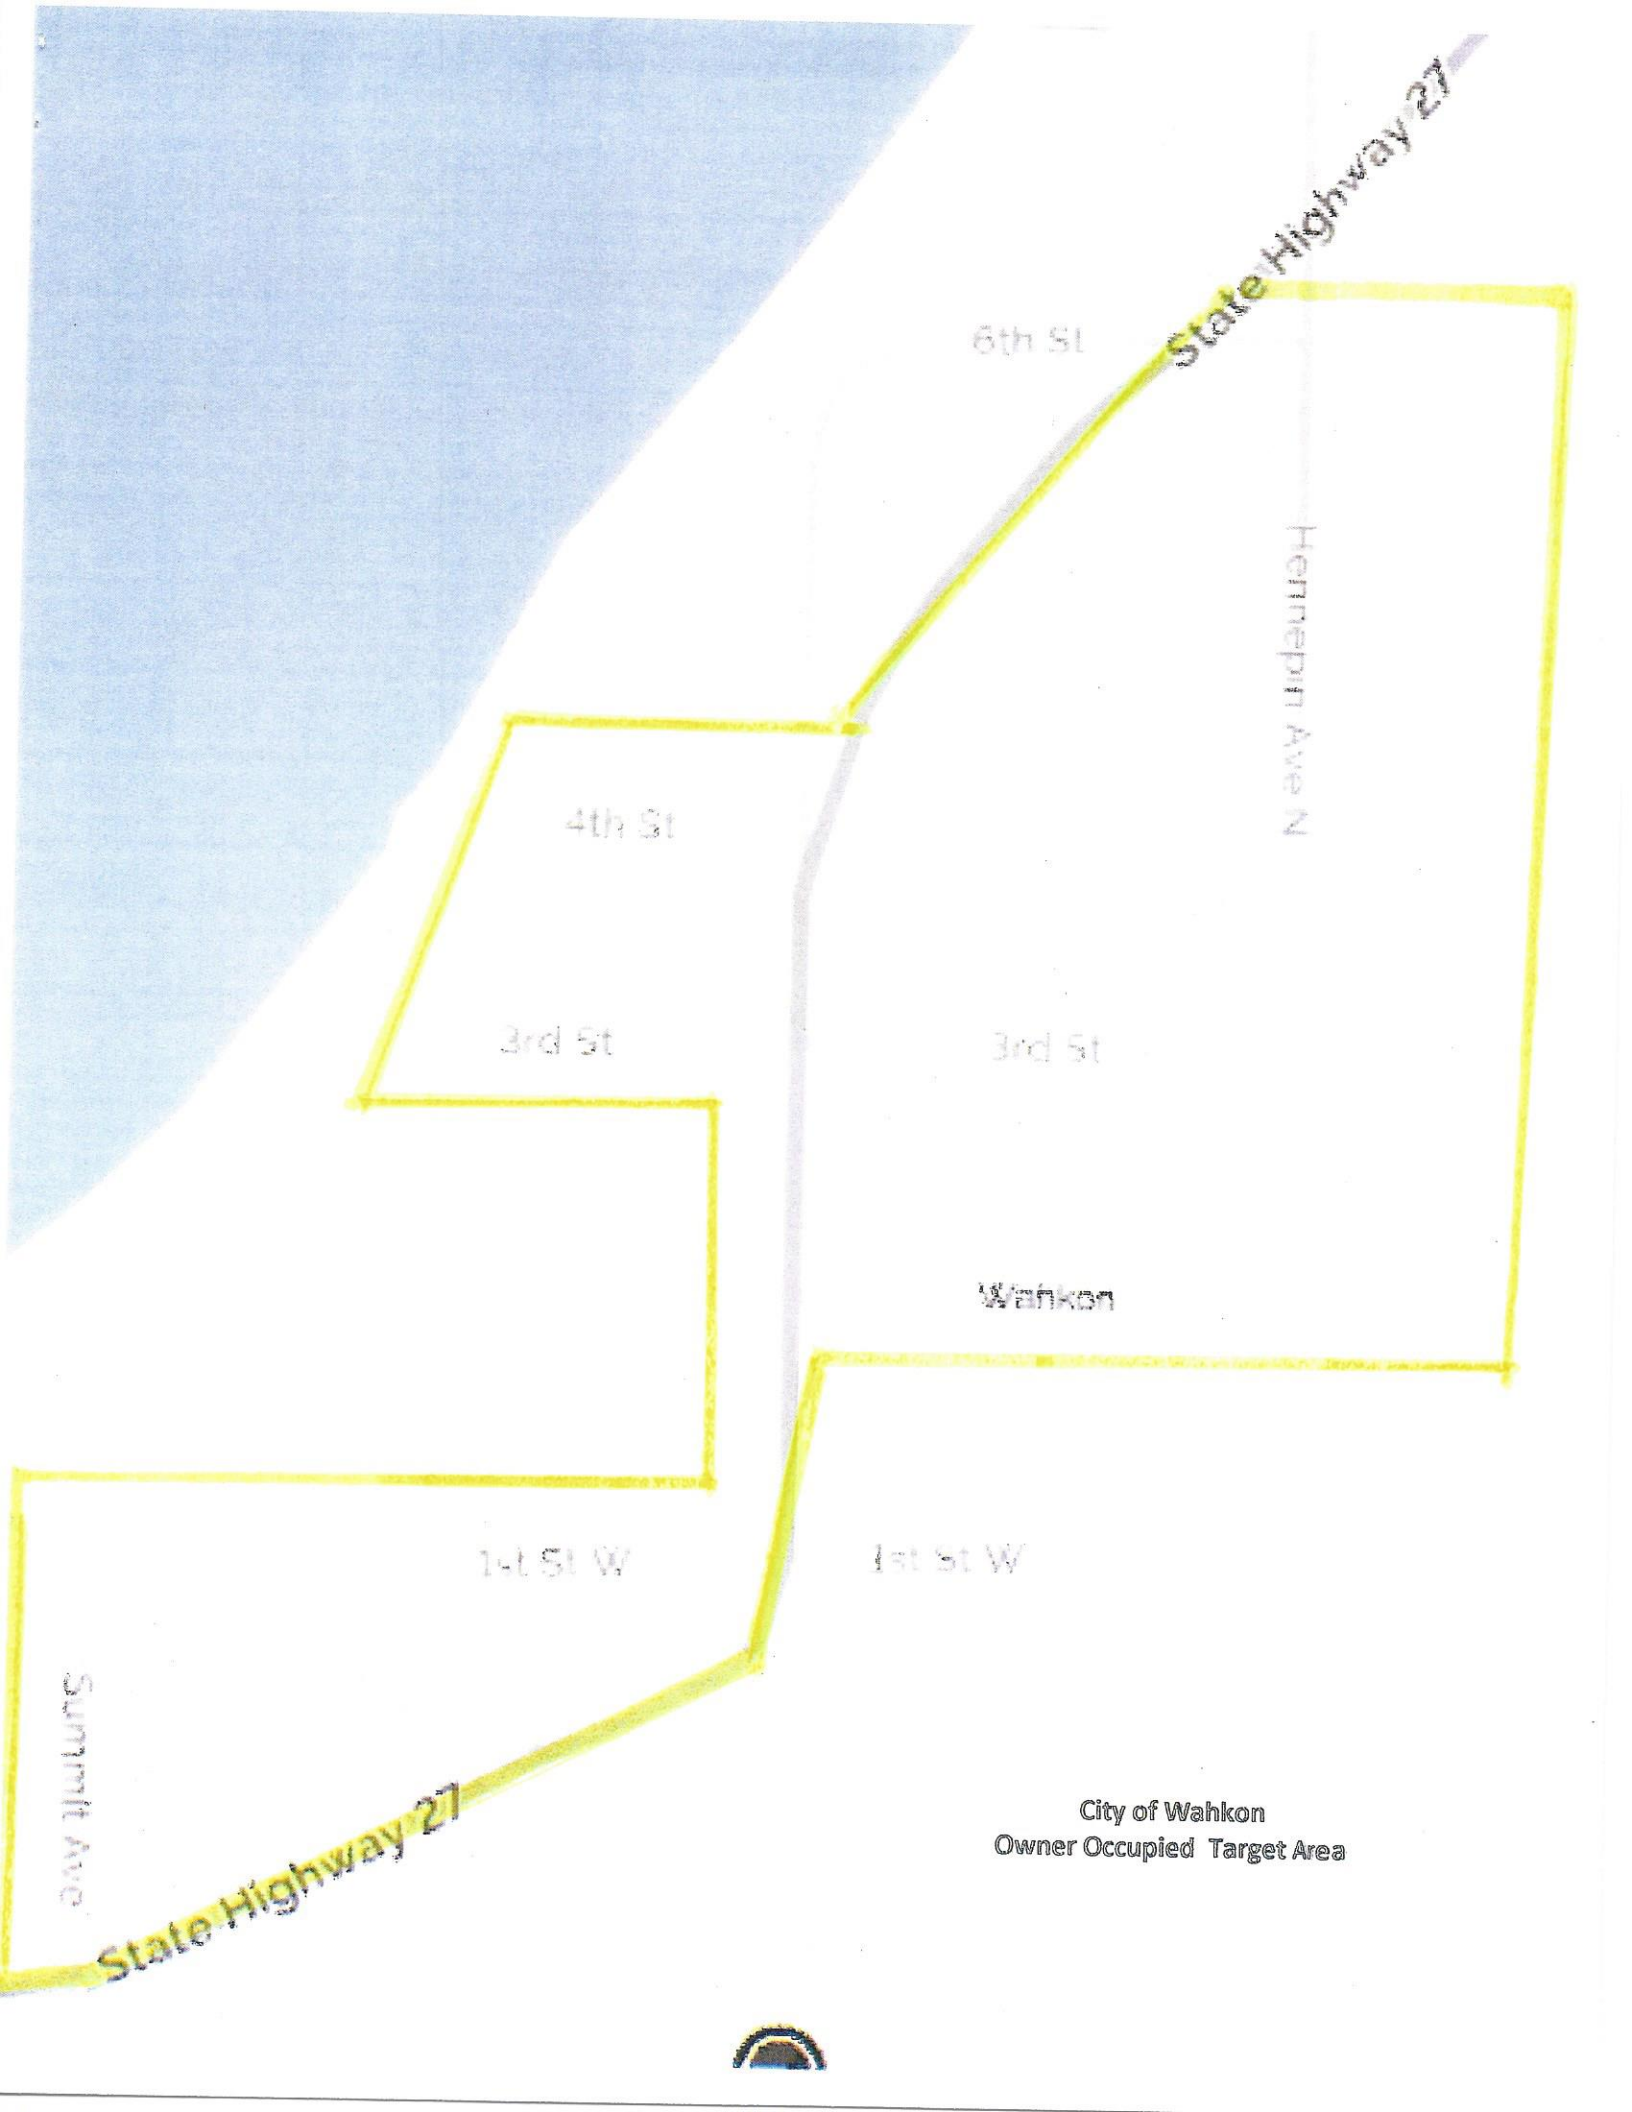 State Highway 27
6th St
Hennepin Ave N
4th St
3rd St
3rd St
Wahkon
1st St W
1st St W
Summit Ave
State Highway 27
City of Wahkon
Owner Occupied Target Area